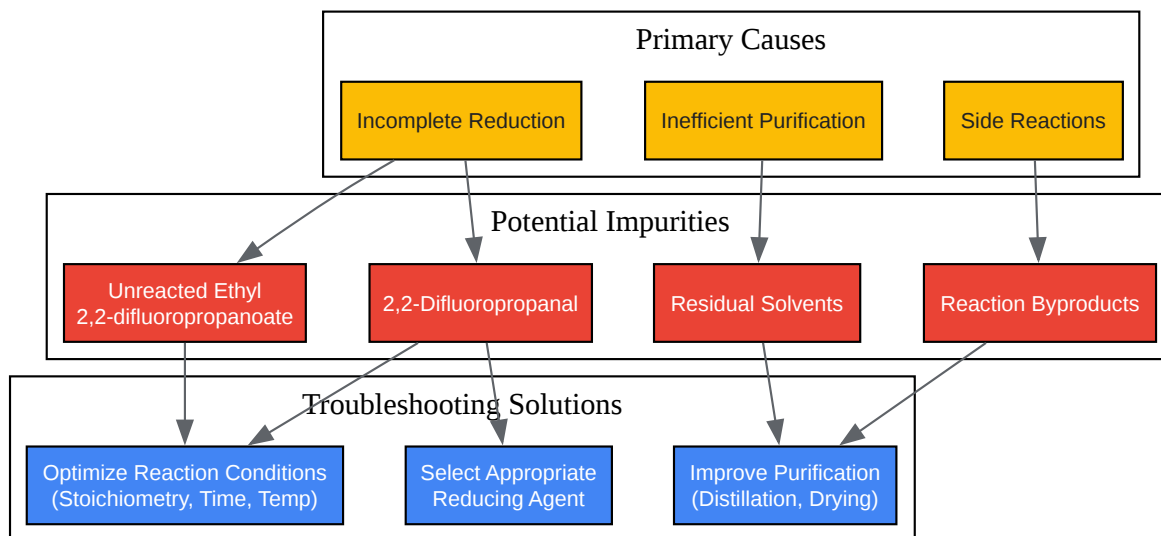 Primary Causes
Incomplete Reduction
Inefficient Purification
Side Reactions
Potential Impurities
Unreacted Ethyl
2,2-difluoropropanoate
2,2-Difluoropropanal
Residual Solvents
Reaction Byproducts
Troubleshooting Solutions
Optimize Reaction Conditions
(Stoichiometry, Time, Temp)
Select Appropriate
Reducing Agent
Improve Purification
(Distillation, Drying)